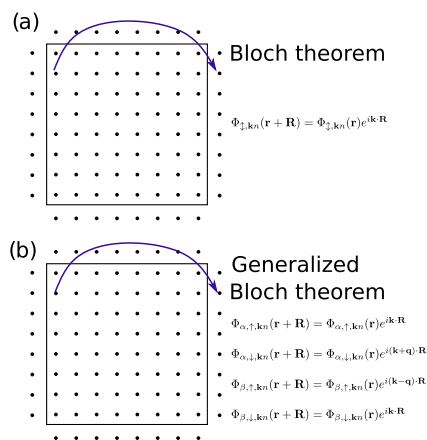 (a)
Bloch theorem
Φ↕,kn(r + R) = Φ↕,kn(r)e^{ik·R}
(b)
Generalized
Bloch theorem
Φα,↑,kn(r + R) = Φα,↑,kn(r)e^{ik·R}
Φα,↓,kn(r + R) = Φα,↓,kn(r)e^{i(k+q)·R}
Φβ,↑,kn(r + R) = Φβ,↑,kn(r)e^{i(k−q)·R}
Φβ,↓,kn(r + R) = Φβ,↓,kn(r)e^{ik·R}